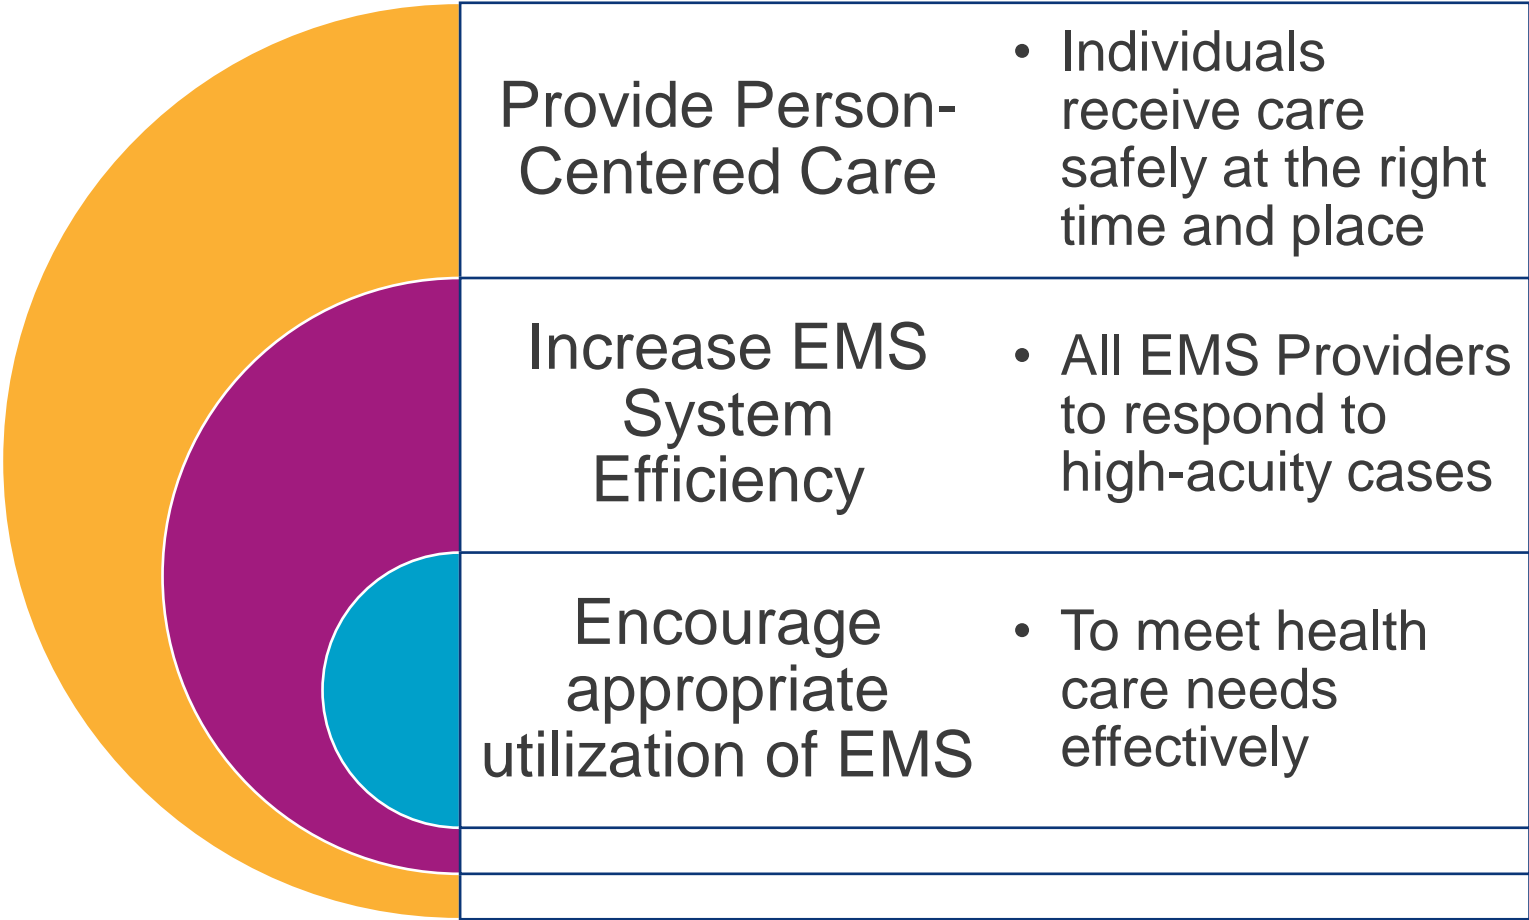 Provide Person-
Centered Care
• Individuals
receive care
safely at the right
time and place
Increase EMS
System
Efficiency
• All EMS Providers
to respond to
high-acuity cases
Encourage
appropriate
utilization of EMS
• To meet health
care needs
effectively